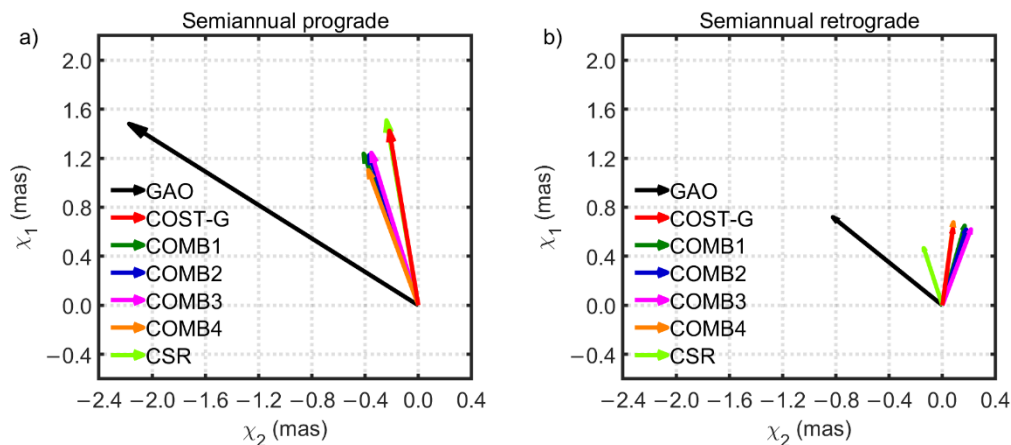 Semiannual prograde
a)
2.0
1.6
1.2
0.8
0.4
0.0
−0.4
χ1 (mas)
GAO
COST-G
COMB1
COMB2
COMB3
COMB4
CSR
−2.4 −2.0 −1.6 −1.2 −0.8 −0.4 0.0 0.4
χ2 (mas)
Semiannual retrograde
b)
2.0
1.6
1.2
0.8
0.4
0.0
−0.4
χ1 (mas)
GAO
COST-G
COMB1
COMB2
COMB3
COMB4
CSR
−2.4 −2.0 −1.6 −1.2 −0.8 −0.4 0.0 0.4
χ2 (mas)